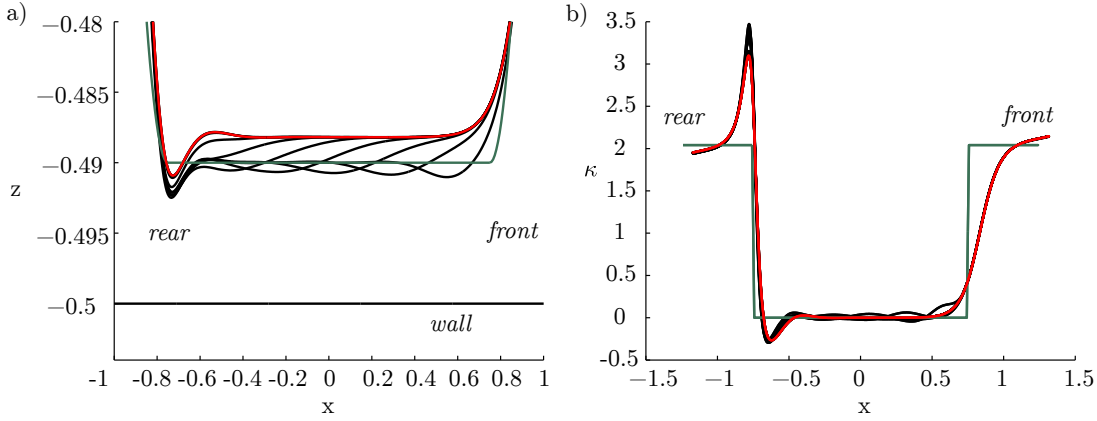 a)
−0.48
−0.485
−0.49
−0.495
−0.5
z
rear
front
wall
-1 -0.8 -0.6 -0.4 -0.2 0 0.2 0.4 0.6 0.8 1
x
b)
3.5
3
2.5
2
1.5
1
0.5
0
-0.5
κ
rear
front
−1.5 −1 −0.5 0 0.5 1 1.5
x